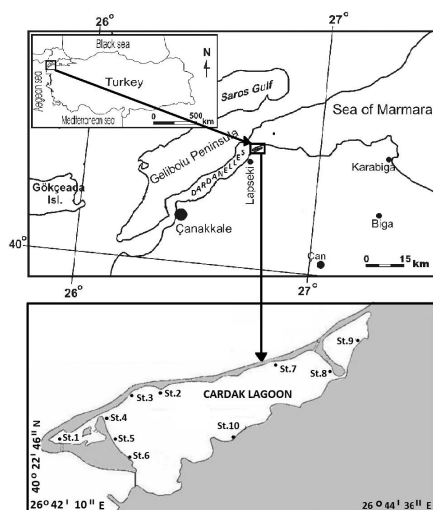 26°
27°
Black sea
N
Turkey
Aegean sea
Mediterranean sea
0 500
km
Saros Gulf
Sea of Marmara
Gelibolu Peninsula
DARDANELLES
Lapseki
Karabiga
Gökçeada
Isl.
Çanakkale
Biga
40°
Can
0 15
km
26°
27°
St.9
St.7
St.8
CARDAK LAGOON
St.3
St.2
St.4
St.1
St.5
St.10
St.6
40° 22' 46" N
26° 42' 10" E
26° 44' 36" E